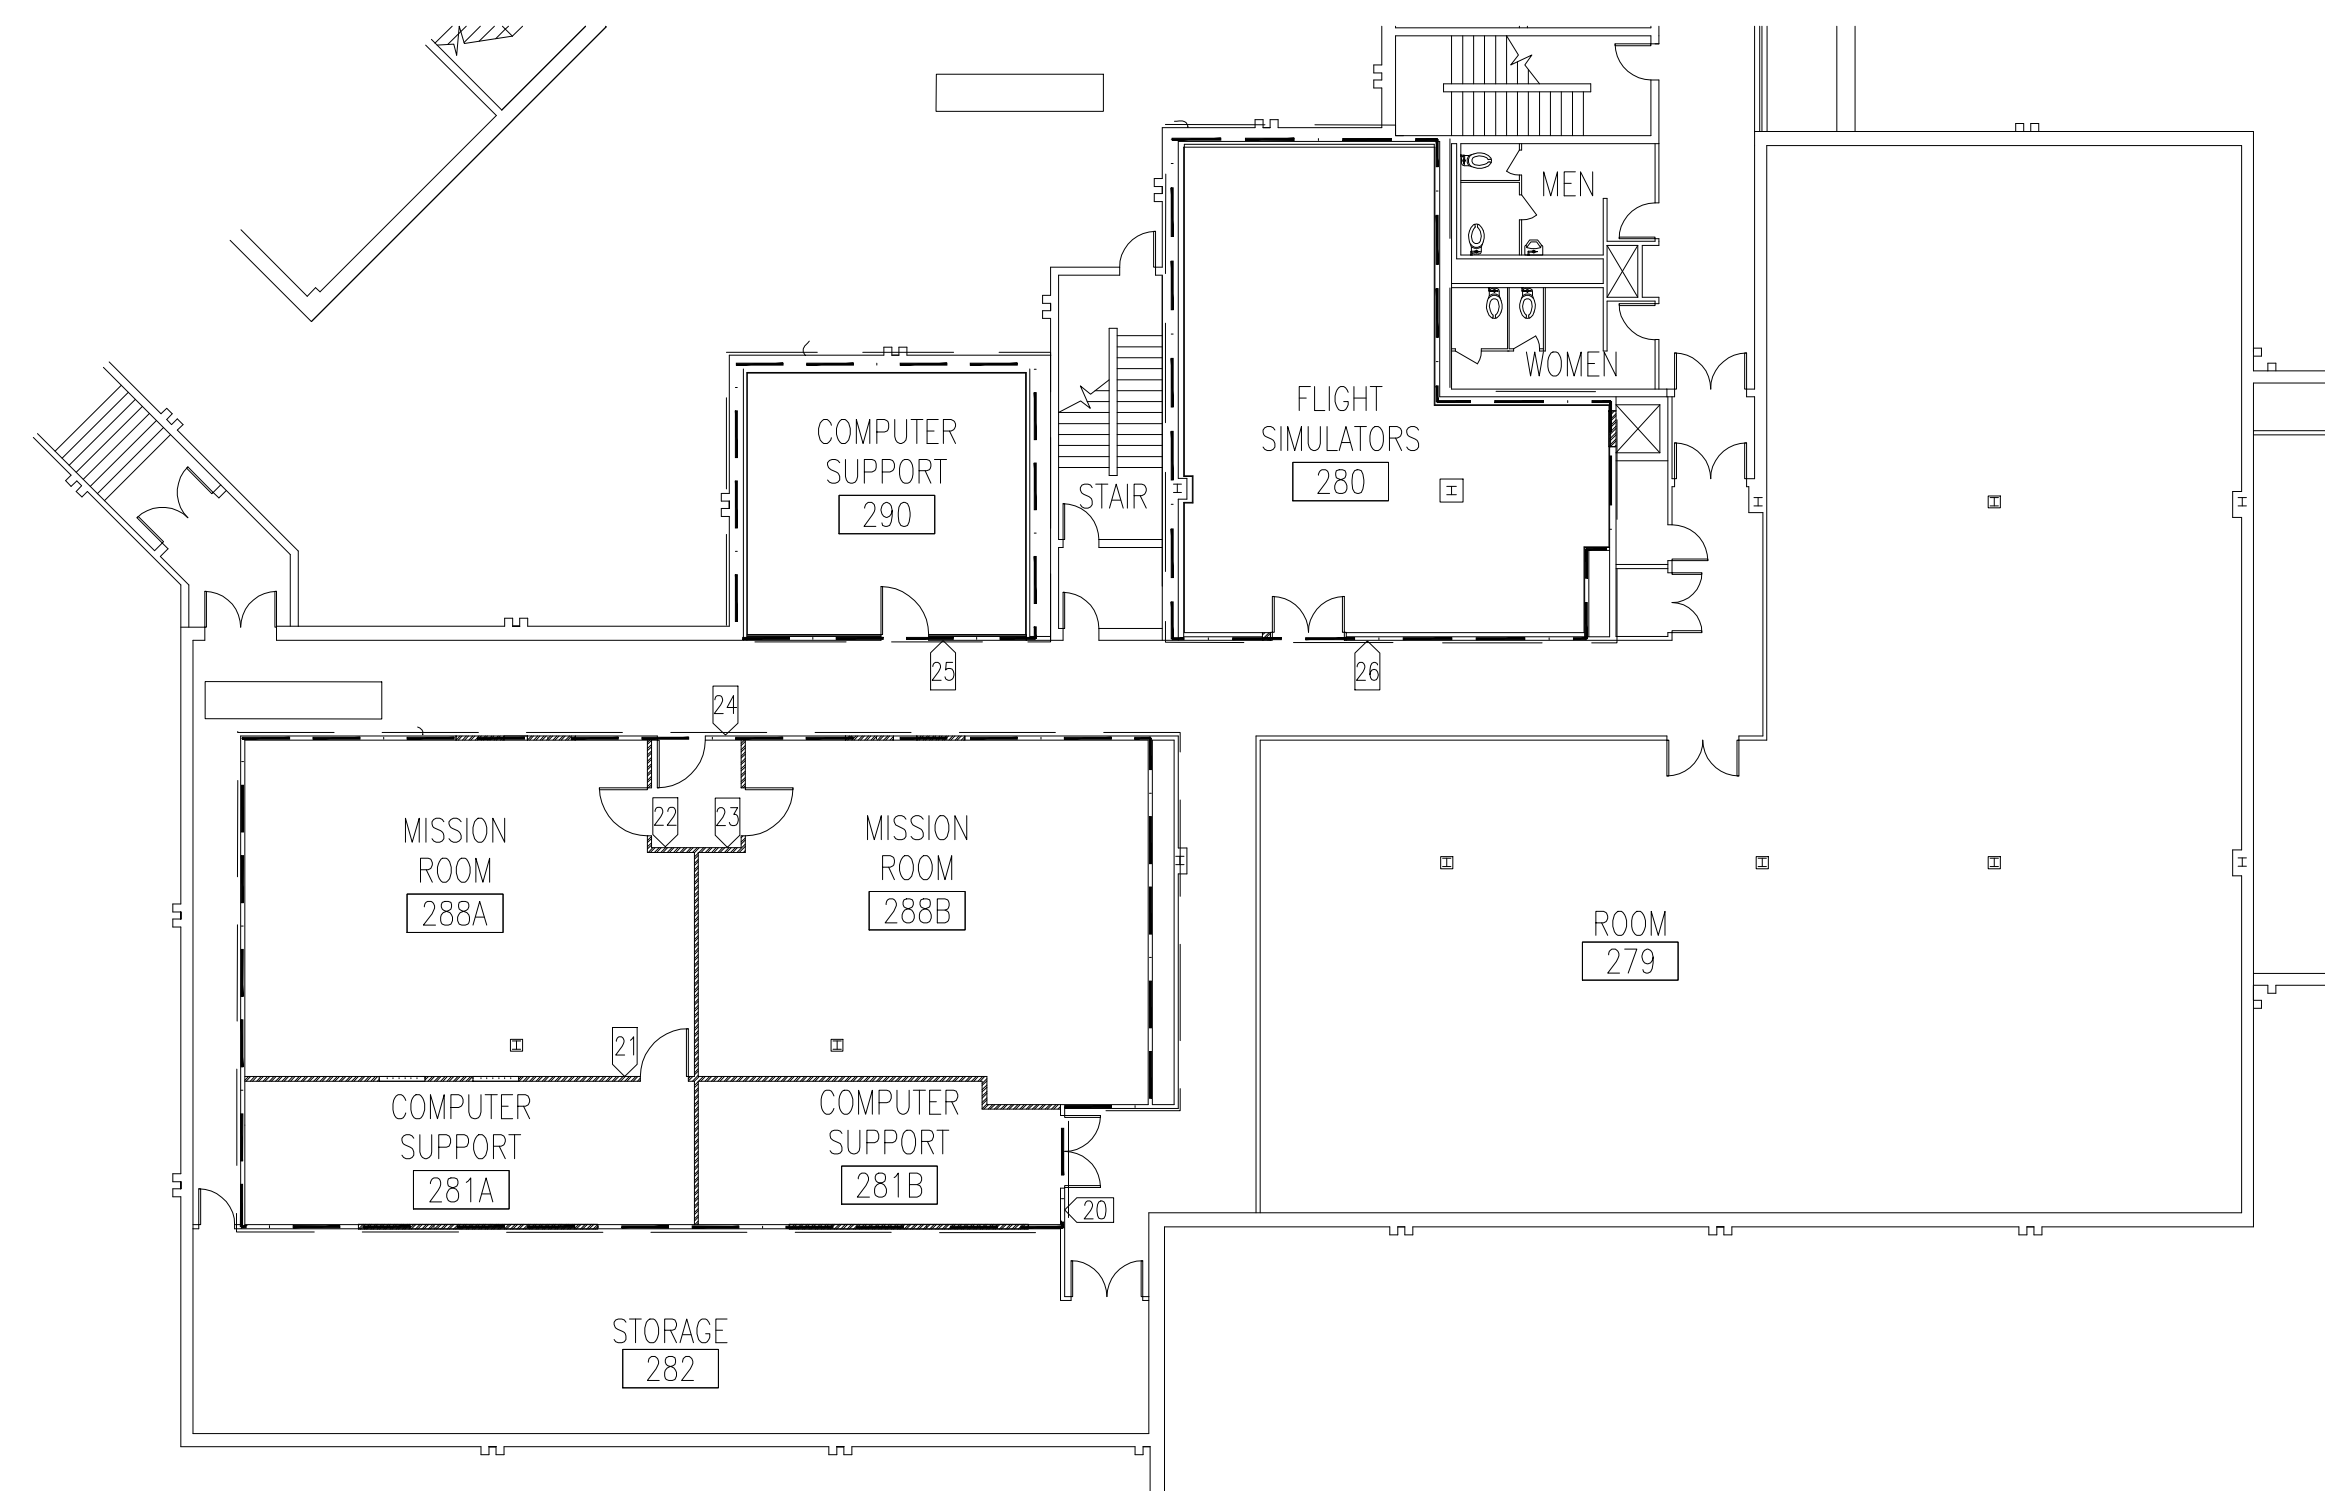 MEN
WOMEN
FLIGHT
SIMULATORS
280
COMPUTER
SUPPORT
290
STAIR
25
26
24
22
23
MISSION
ROOM
288A
MISSION
ROOM
288B
ROOM
279
21
COMPUTER
SUPPORT
281A
COMPUTER
SUPPORT
281B
20
STORAGE
282